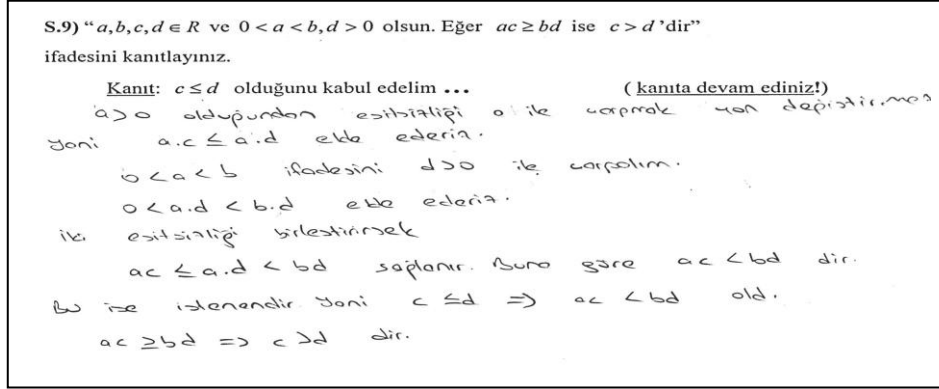 S.9) “a,b,c,d ∈ R ve 0 < a < b, d > 0 olsun. Eğer ac ≥ bd ise c > d ’dir”
ifadesini kanıtlayınız.
Kanıt: c ≤ d olduğunu kabul edelim ... ( kanıta devam ediniz!)
a>0 olduğundan eşitsizliği a ile çarpmak yön değiştirmez
yani a.c ≤ a.d elde ederiz.
0 < a < b ifadesini d>0 ile çarpalım.
0 < a.d < b.d elde ederiz.
iki eşitsizliği birleştirirsek
ac ≤ a.d < bd sağlanır. Buna göre ac < bd dir.
Bu ise istenendir. Yani c ≤ d => ac < bd old.
ac ≥ bd => c > d dir.